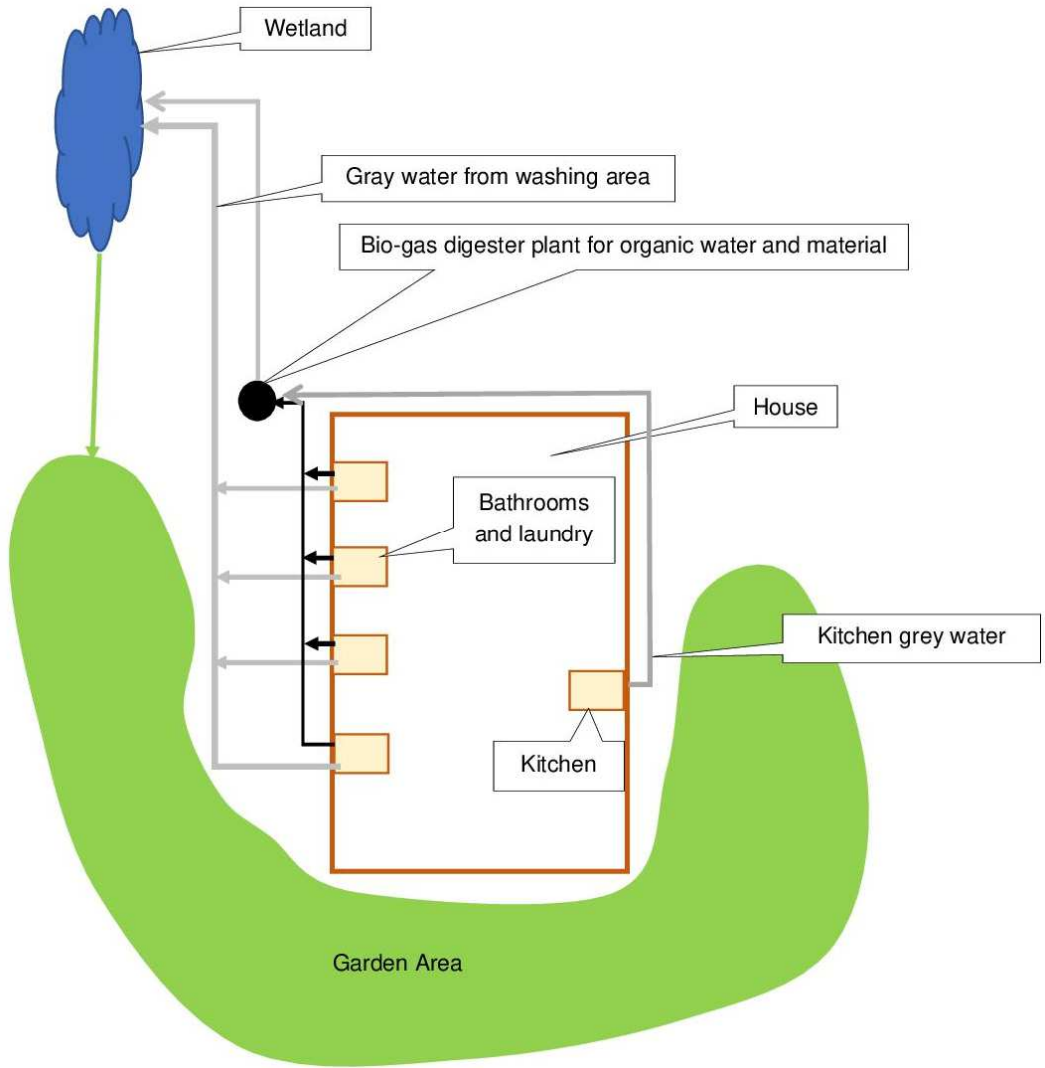 Wetland
Gray water from washing area
Bio-gas digester plant for organic water and material
House
Bathrooms
and laundry
Kitchen grey water
Kitchen
Garden Area